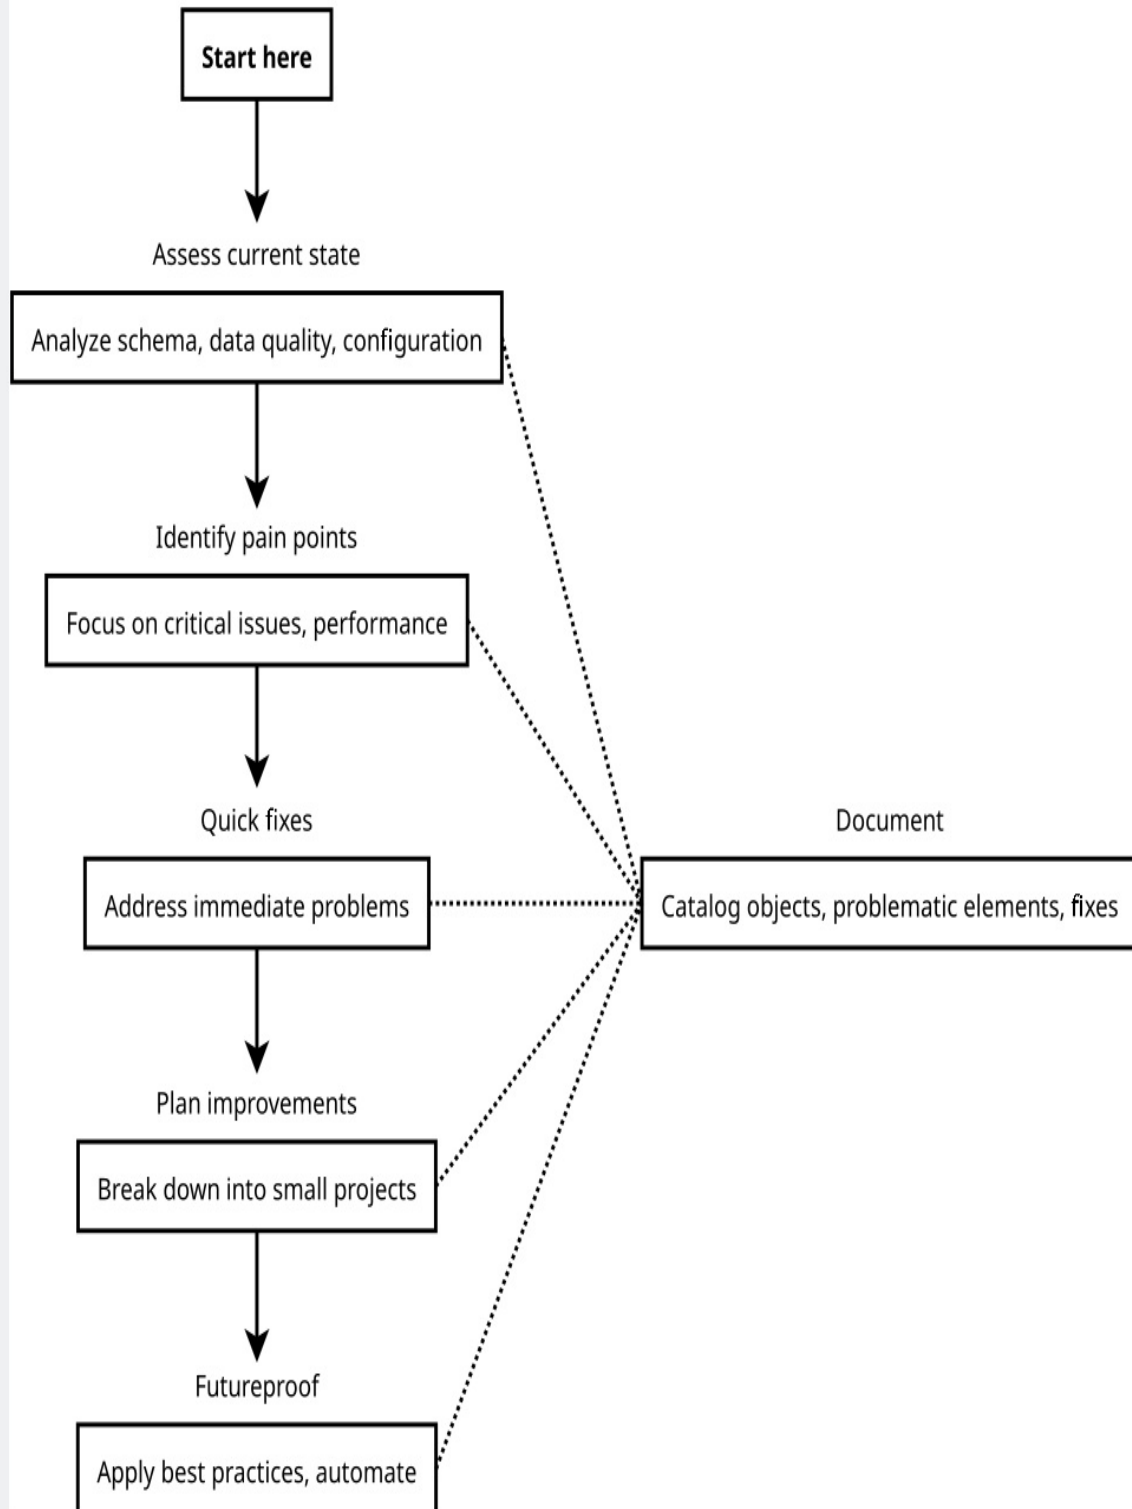 Start here
Assess current state
Analyze schema, data quality, configuration
Identify pain points
Focus on critical issues, performance
Quick fixes
Address immediate problems
Document
Catalog objects, problematic elements, fixes
Plan improvements
Break down into small projects
Futureproof
Apply best practices, automate